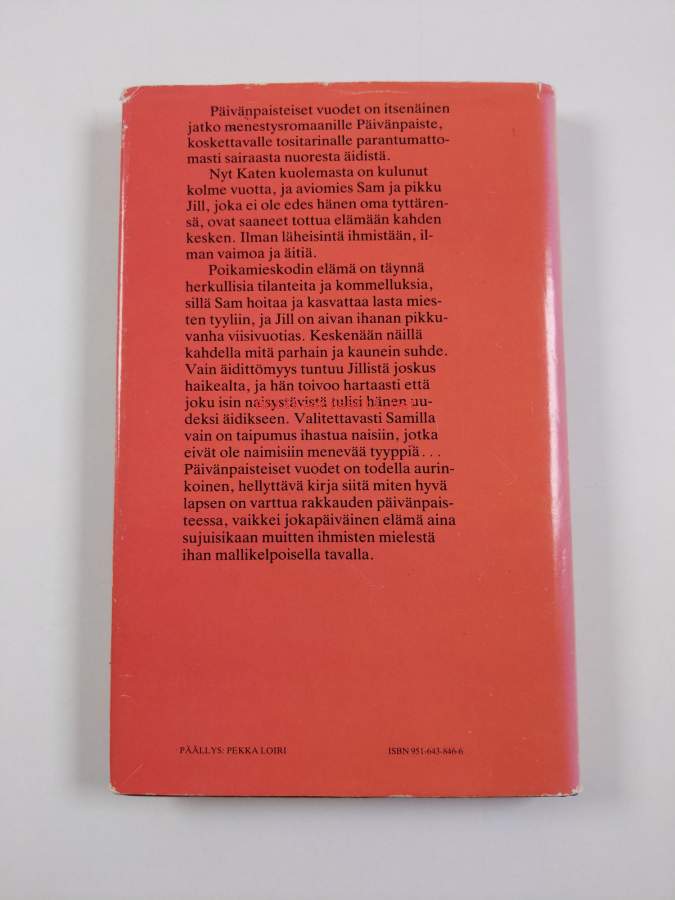 Päivänpaisteiset vuodet on itsenäinen
jatko menestysromaanille Päivänpaiste,
koskettavalle tositarinalle parantumatto-
masti sairaasta nuoresta äidistä.
Nyt Katen kuolemasta on kulunut
kolme vuotta, ja aviomies Sam ja pikku
Jill, joka ei ole edes hänen oma tyttären-
sä, ovat saaneet tottua elämään kahden
kesken. Ilman läheisintä ihmistään, il-
man vaimoa ja äitiä.
Poikamieskodin elämä on täynnä
herkullisia tilanteita ja kommelluksia,
sillä Sam hoitaa ja kasvattaa lasta mies-
ten tyyliin, ja Jill on aivan ihanan pikku-
vanha viisivuotias. Keskenään näillä
kahdella mitä parhain ja kaunein suhde.
Vain äidittömyys tuntuu Jillistä joskus
haikealta, ja hän toivoo hartaasti että
joku isin naisystävistä tulisi hänen uu-
deksi äidikseen. Valitettavasti Samilla
vain on taipumus ihastua naisiin, jotka
eivät ole naimisiin menevää tyyppiä...
Päivänpaisteiset vuodet on todella aurin-
koinen, hellyttävä kirja siitä miten hyvä
lapsen on varttua rakkauden päivänpais-
teessa, vaikkei jokapäiväinen elämä aina
sujuisikaan muitten ihmisten mielestä
ihan mallikelpoisella tavalla.
PÄÄLLYS: PEKKA LOIRI
ISBN 951-643-846-6